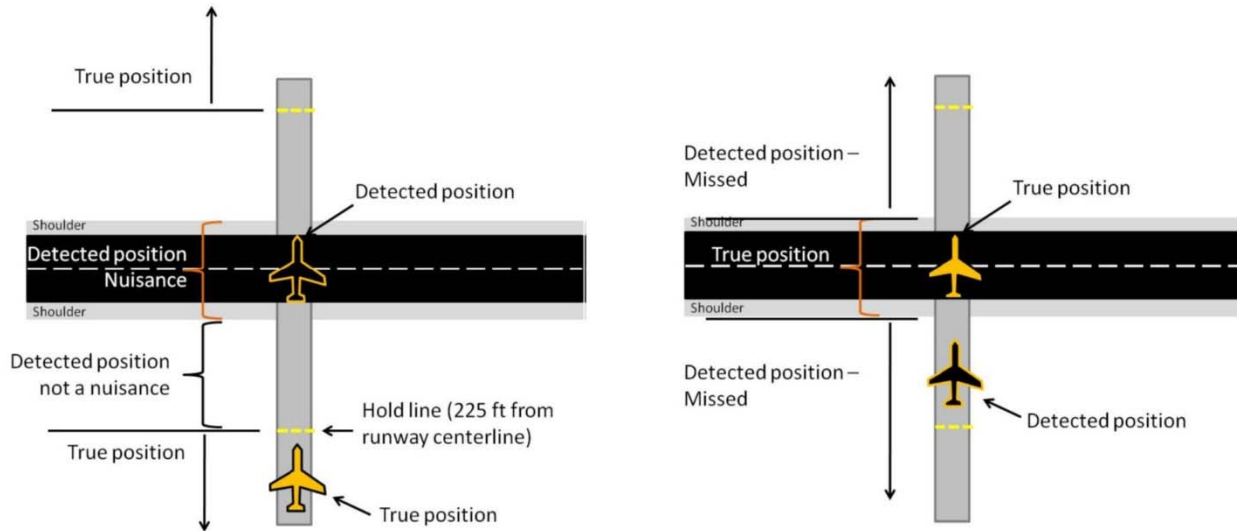 True position
Detected position
Shoulder
Detected position
Nuisance
Shoulder
Detected position
not a nuisance
Hold line (225 ft from
runway centerline)
True position
True position
Detected position –
Missed
True position
Shoulder
True position
Shoulder
Detected position –
Missed
Detected position